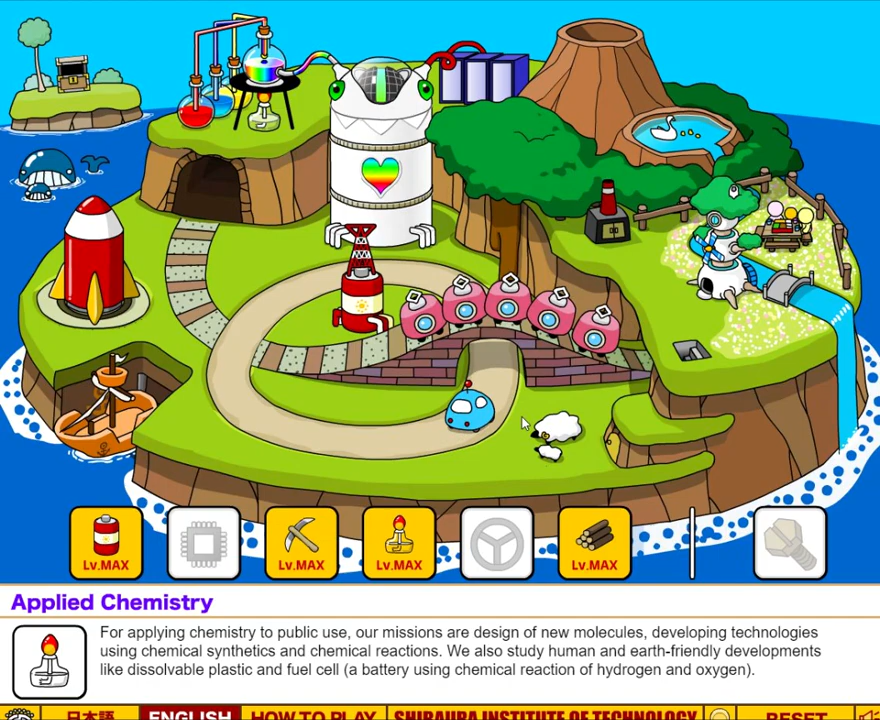 Lv.MAX Lv.MAX Lv.MAX Lv.MAX
Applied Chemistry
For applying chemistry to public use, our missions are design of new molecules, developing technologies
using chemical synthetics and chemical reactions. We also study human and earth-friendly developments
like dissolvable plastic and fuel cell (a battery using chemical reaction of hydrogen and oxygen).
日本語 ENGLISH HOW TO PLAY SHIBAURA INSTITUTE OF TECHNOLOGY RESET